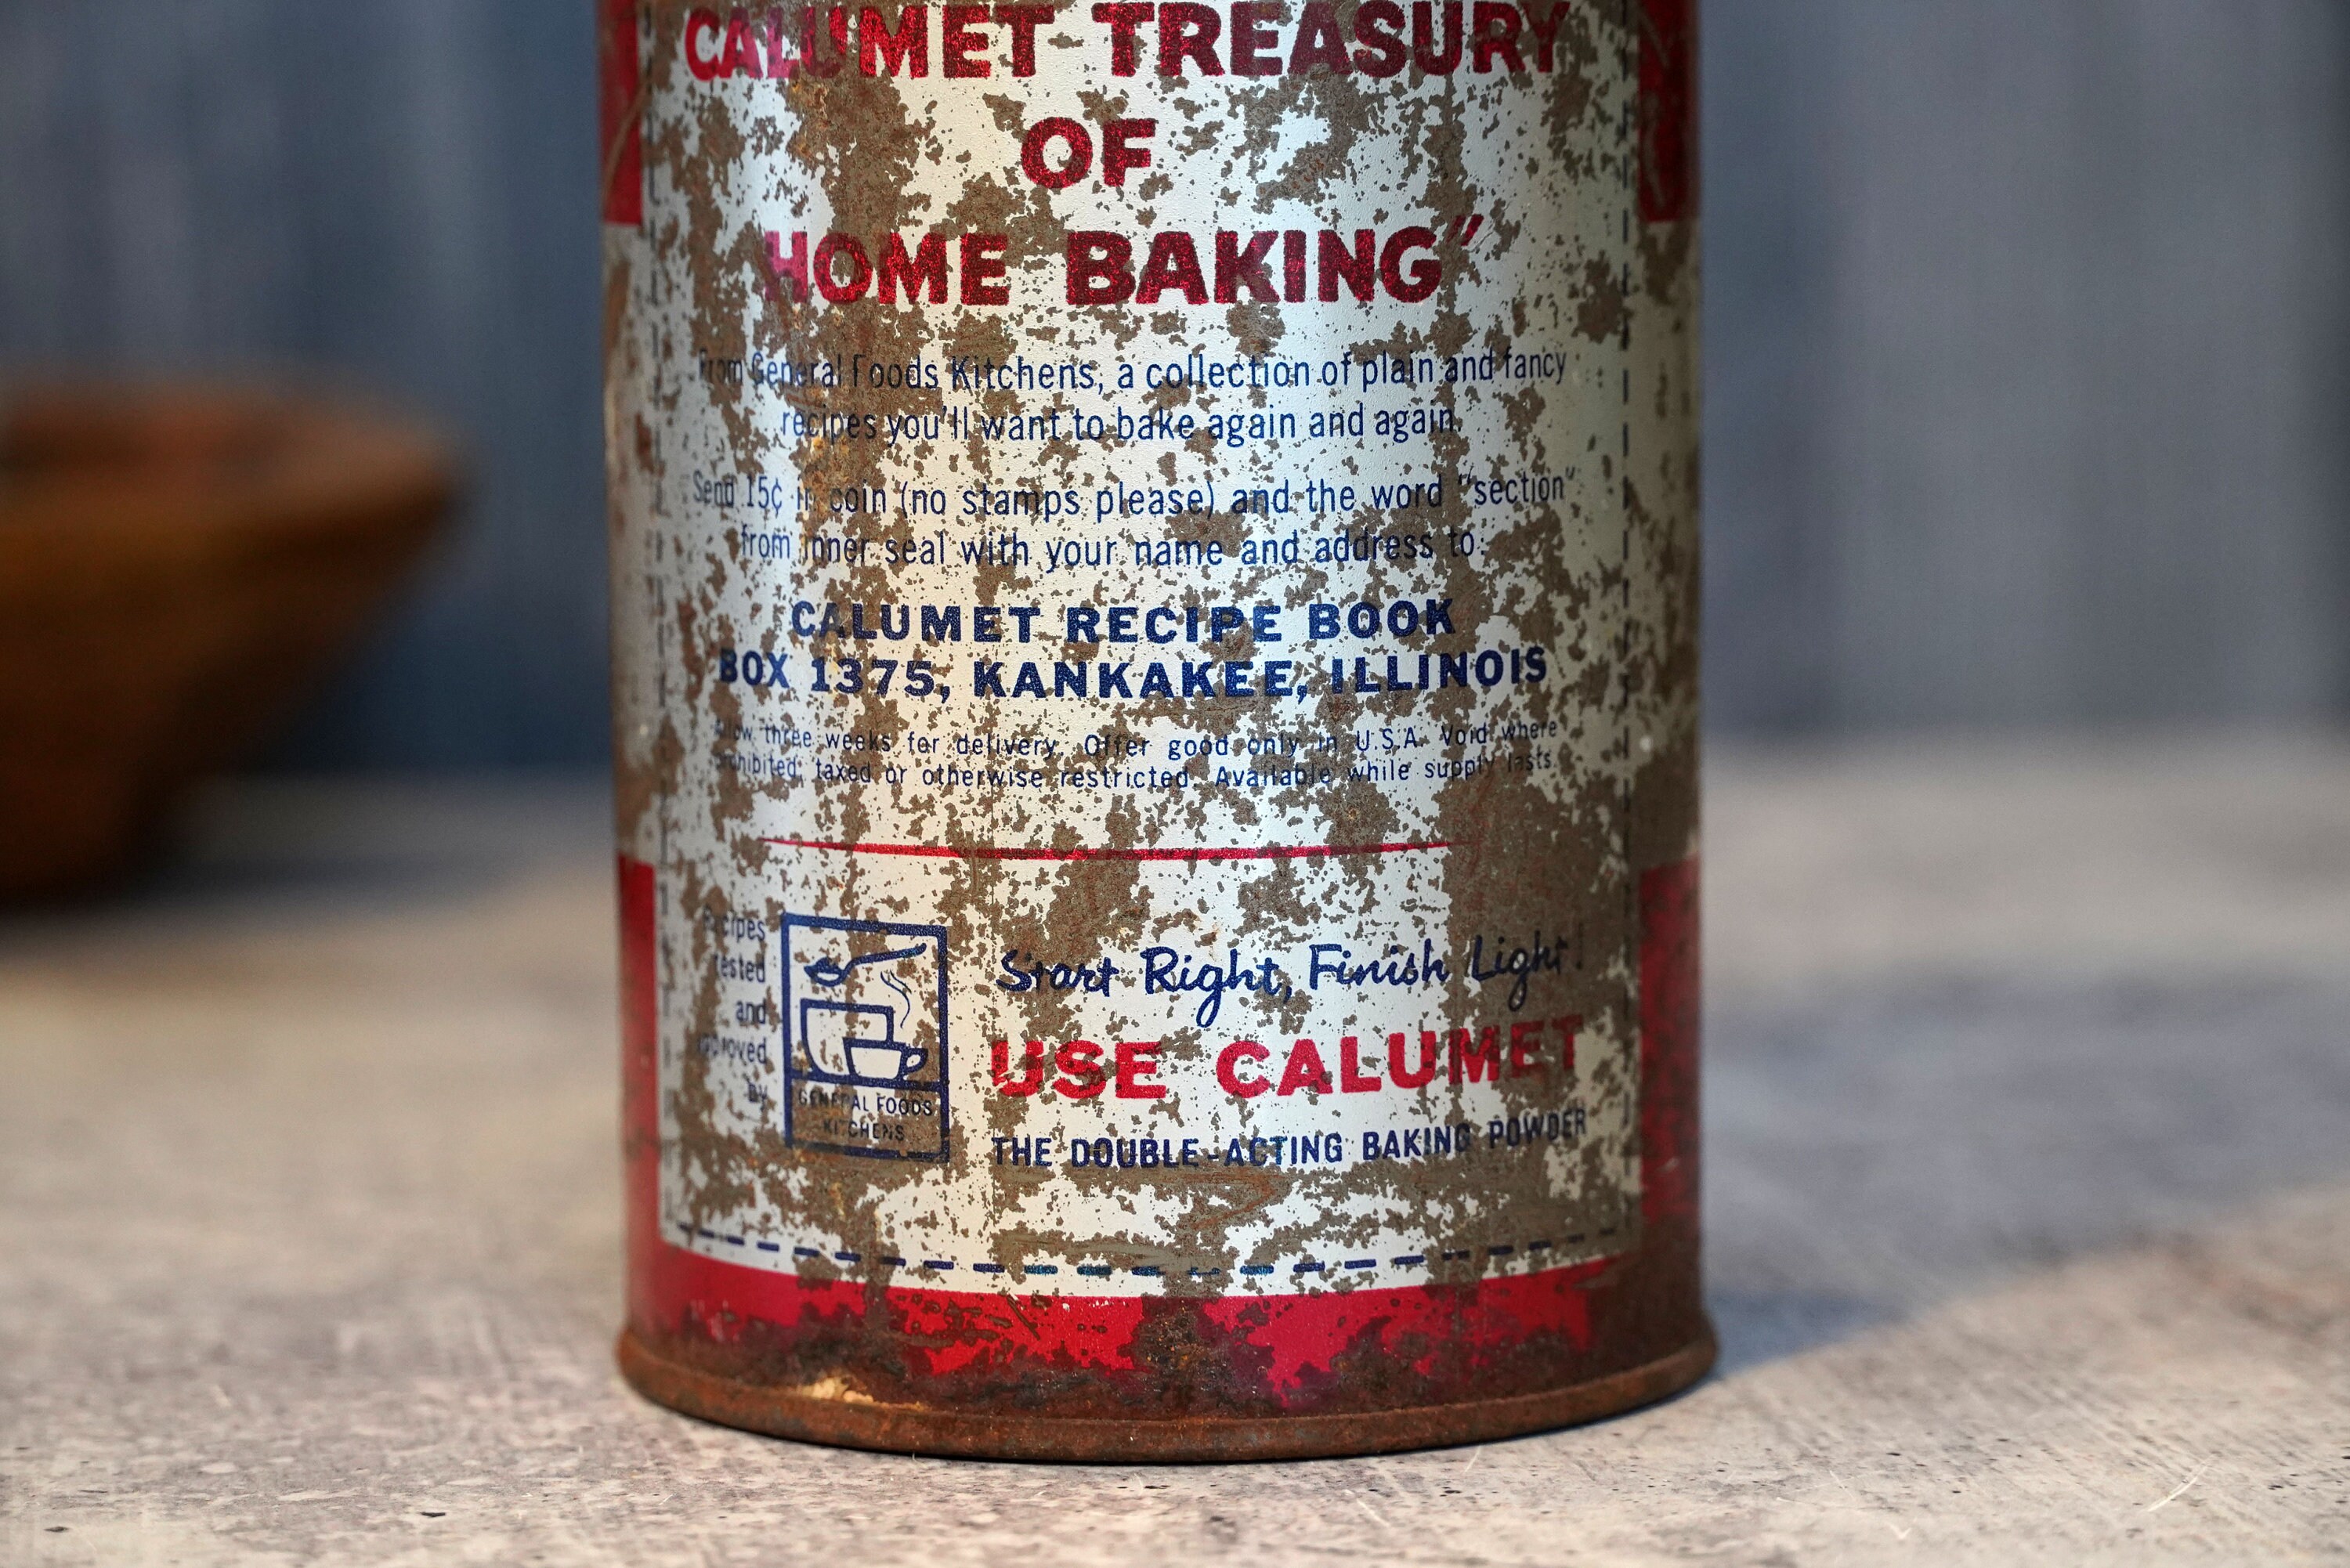 CALUMET TREASURY
OF
HOME BAKING”
From General Foods Kitchens, a collection of plain and fancy
recipes you'll want to bake again and again.
Send 15¢ in coin (no stamps please) and the word “section”
from inner seal with your name and address to:
CALUMET RECIPE BOOK
BOX 1375, KANKAKEE, ILLINOIS
Allow three weeks for delivery. Offer good only in U.S.A. Void where
prohibited, taxed or otherwise restricted. Available while supply lasts.
Recipes
tested
and
approved
by
GENERAL FOODS
KITCHENS
Start Right, Finish Light!
USE CALUMET
THE DOUBLE-ACTING BAKING POWDER